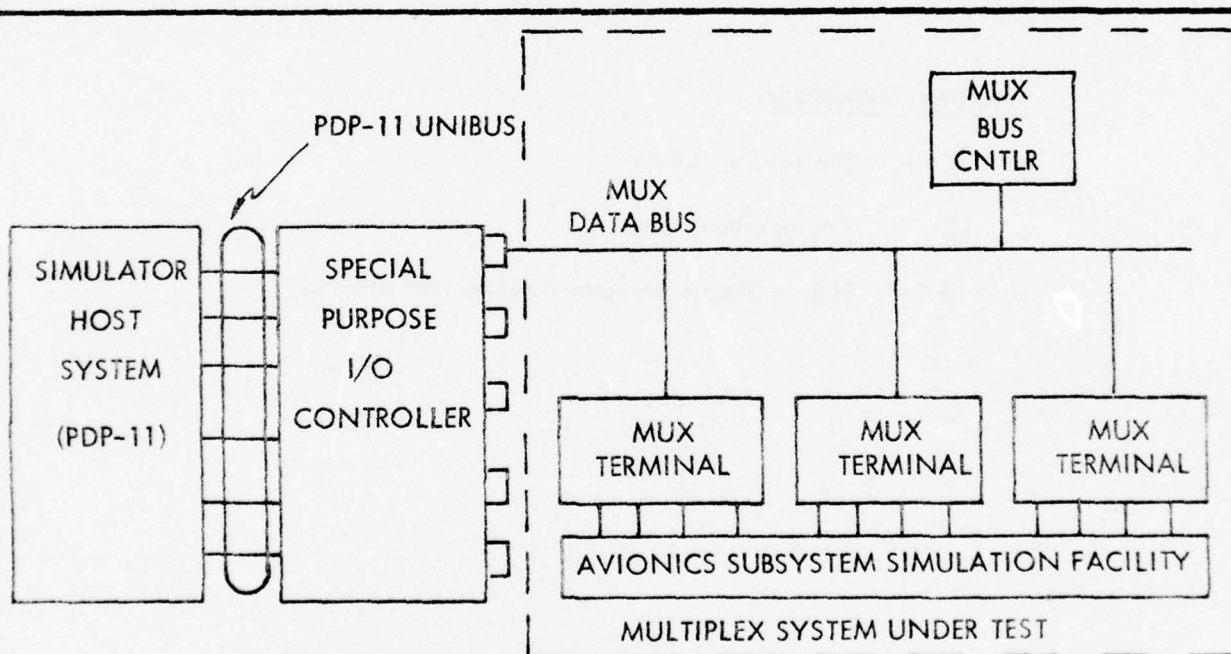 PDP-11 UNIBUS
SIMULATOR
HOST
SYSTEM
(PDP-11)
SPECIAL
PURPOSE
I/O
CONTROLLER
MUX
DATA BUS
MUX
BUS
CNTLR
MUX
TERMINAL
MUX
TERMINAL
MUX
TERMINAL
AVIONICS SUBSYSTEM SIMULATION FACILITY
MULTIPLEX SYSTEM UNDER TEST